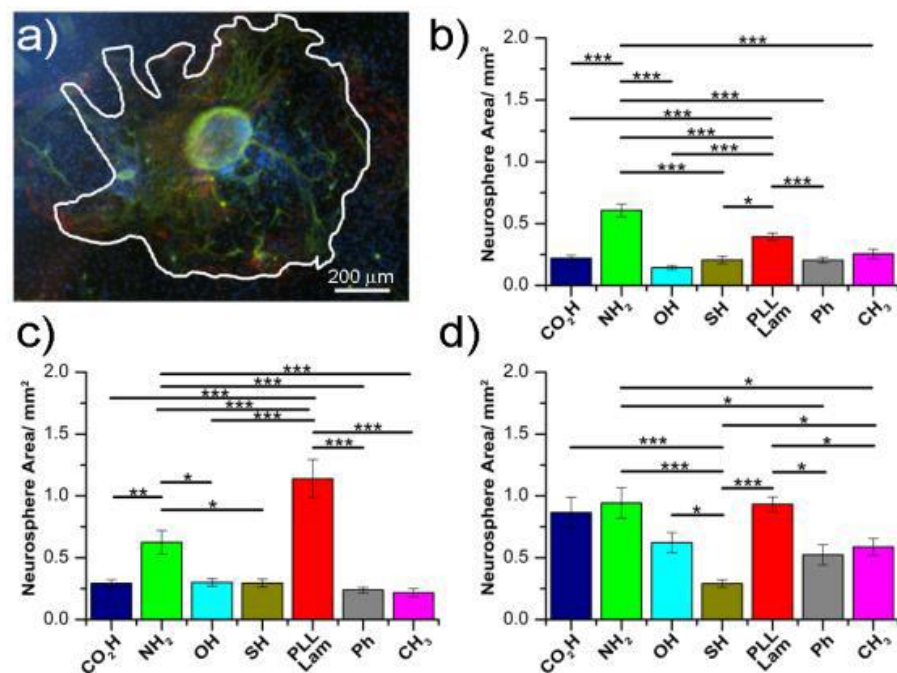 a)
200 μm
b)
Neurosphere Area/ mm²
2.0
1.5
1.0
0.5
0.0
***
***
***
***
***
***
***
***
***
*
CO₂H
NH₂
OH
SH
PLL
Lam
Ph
CH₃
c)
Neurosphere Area/ mm²
2.0
1.5
1.0
0.5
0.0
***
***
***
***
***
***
***
*
**
*
CO₂H
NH₂
OH
SH
PLL
Lam
Ph
CH₃
d)
Neurosphere Area/ mm²
2.0
1.5
1.0
0.5
0.0
*
*
*
***
*
***
*
***
*
CO₂H
NH₂
OH
SH
PLL
Lam
Ph
CH₃